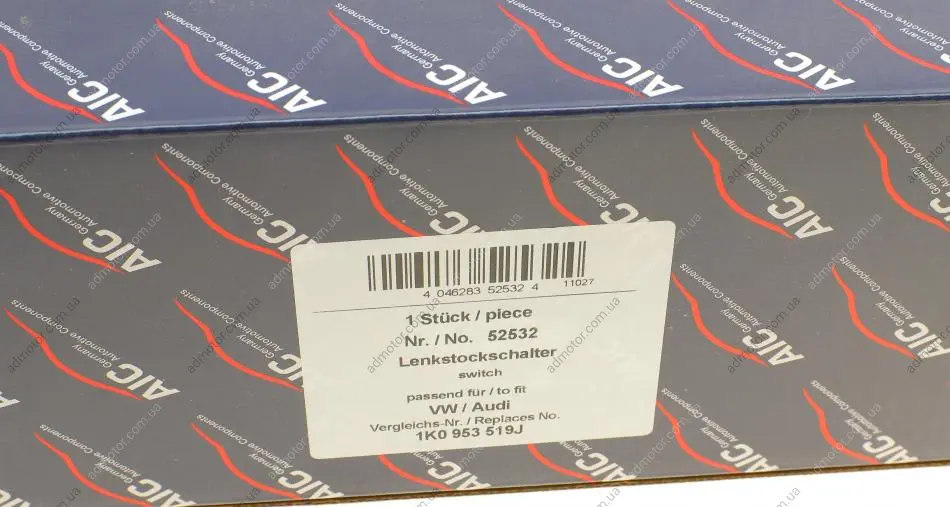 AIC Germany
Automotive Components
4 046283 52532 4
11027
1 Stück / piece
Nr. / No. 52532
Lenkstockschalter
switch
passend für / to fit
VW / Audi
Vergleichs-Nr. / Replaces No.
1K0 953 519J
admotor.com.ua